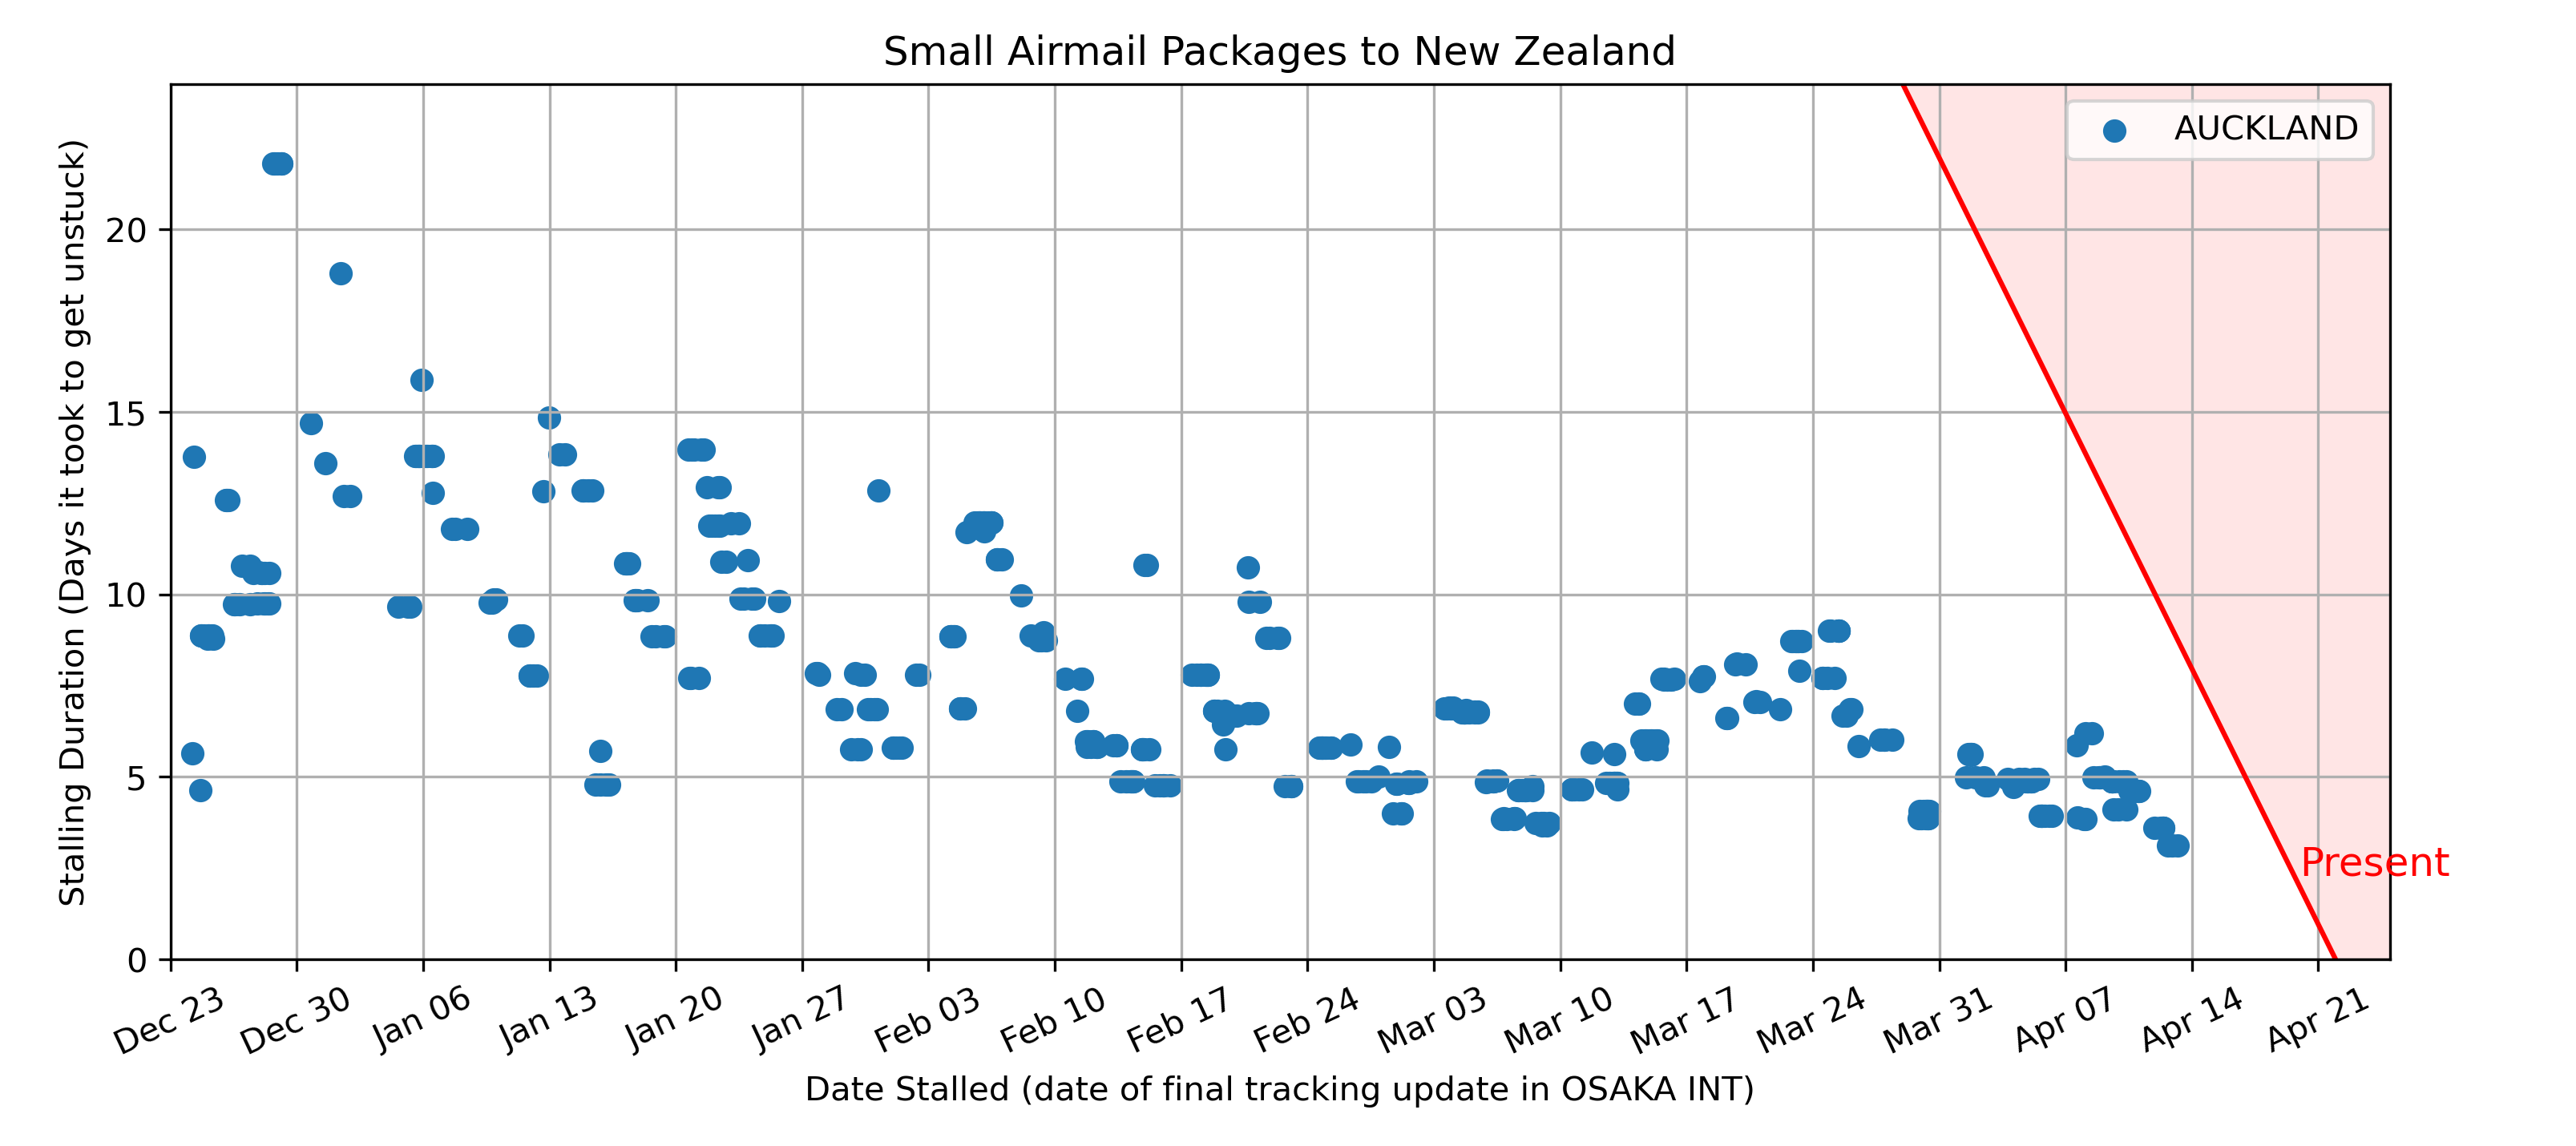 Small Airmail Packages to New Zealand
AUCKLAND
Stalling Duration (Days it took to get unstuck)
20
15
10
5
0
Present
Dec 23
Dec 30
Jan 06
Jan 13
Jan 20
Jan 27
Feb 03
Feb 10
Feb 17
Feb 24
Mar 03
Mar 10
Mar 17
Mar 24
Mar 31
Apr 07
Apr 14
Apr 21
Date Stalled (date of final tracking update in OSAKA INT)